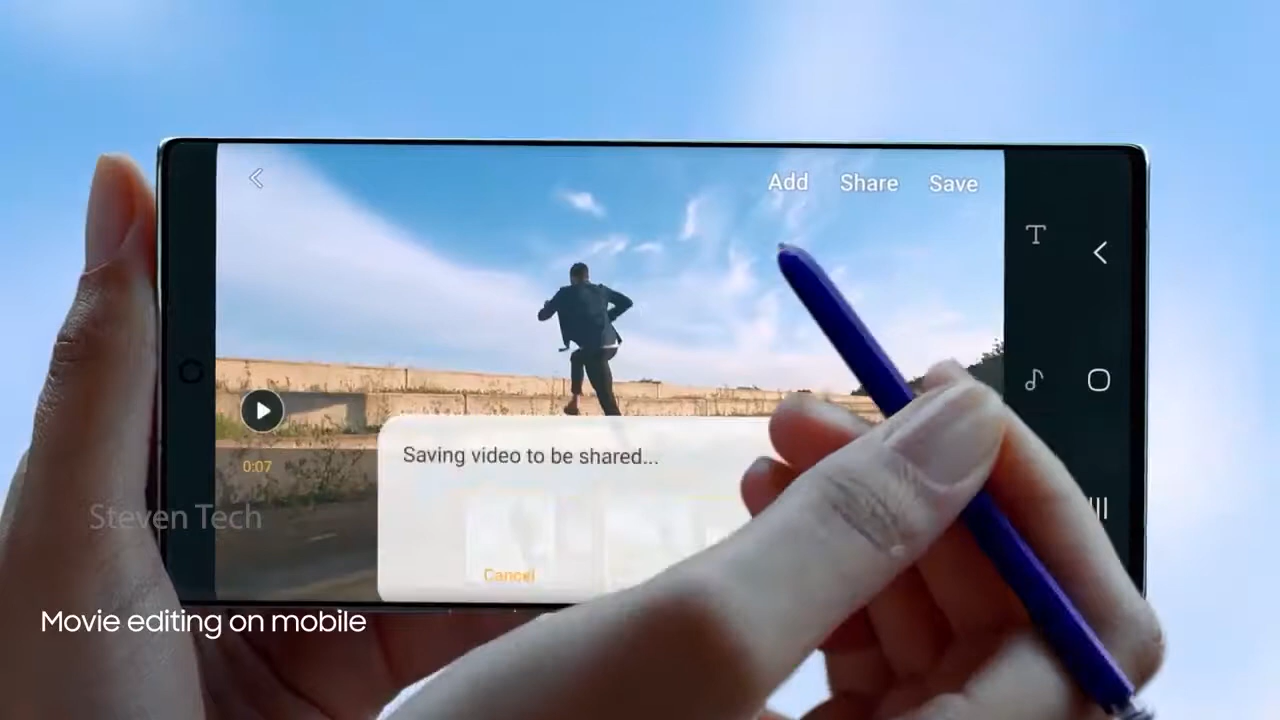 Add Share Save
T
Saving video to be shared...
0:07
Steven Tech
Cancel
Movie editing on mobile